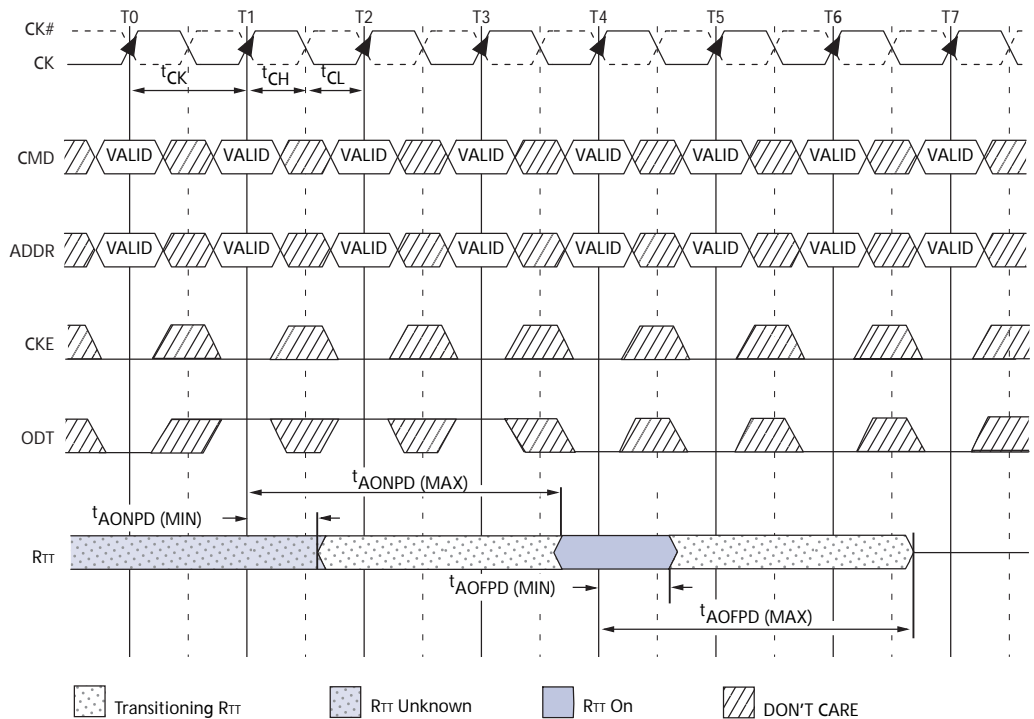 T0 T1 T2 T3 T4 T5 T6 T7
CK#
CK
tCK tCH tCL
CMD VALID VALID VALID VALID VALID VALID VALID VALID
ADDR VALID VALID VALID VALID VALID VALID VALID VALID
CKE
ODT
tAONPD (MAX)
tAONPD (MIN)
RTT
tAOFPD (MIN)
tAOFPD (MAX)
Transitioning RTT RTT Unknown RTT On DON'T CARE